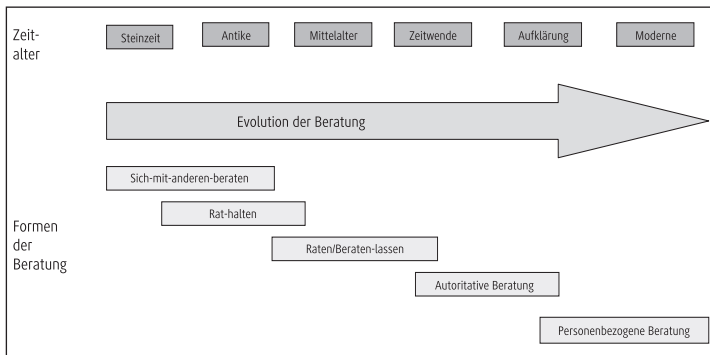 Zeit-
alter
Steinzeit
Antike
Mittelalter
Zeitwende
Aufklärung
Moderne
Evolution der Beratung
Formen
der
Beratung
Sich-mit-anderen-beraten
Rat-halten
Raten/Beraten-lassen
Autoritative Beratung
Personenbezogene Beratung